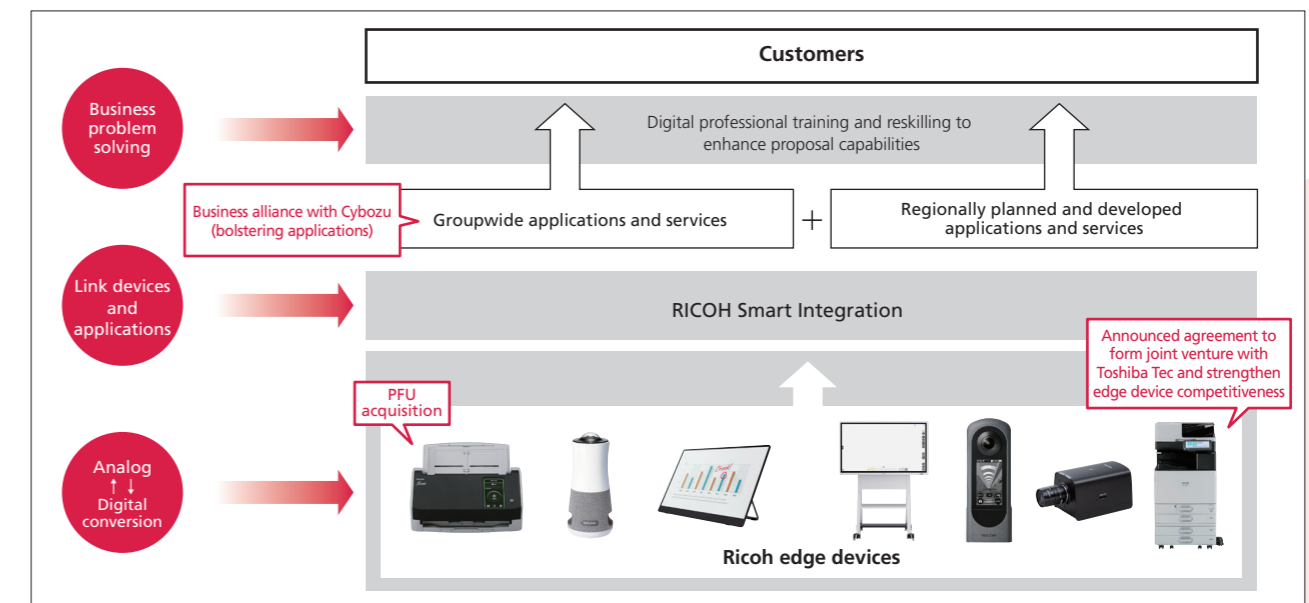 Customers
Business
problem
solving
Digital professional training and reskilling to
enhance proposal capabilities
Business alliance with Cybozu
(bolstering applications)
Groupwide applications and services
+
Regionally planned and developed
applications and services
Link devices
and
applications
RICOH Smart Integration
Announced agreement to
form joint venture with
Toshiba Tec and strengthen
edge device competitiveness
PFU
acquisition
Analog
↑ ↓
Digital
conversion
Ricoh edge devices